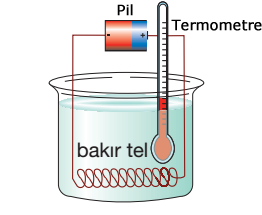 Pil
- +
Termometre
bakır tel